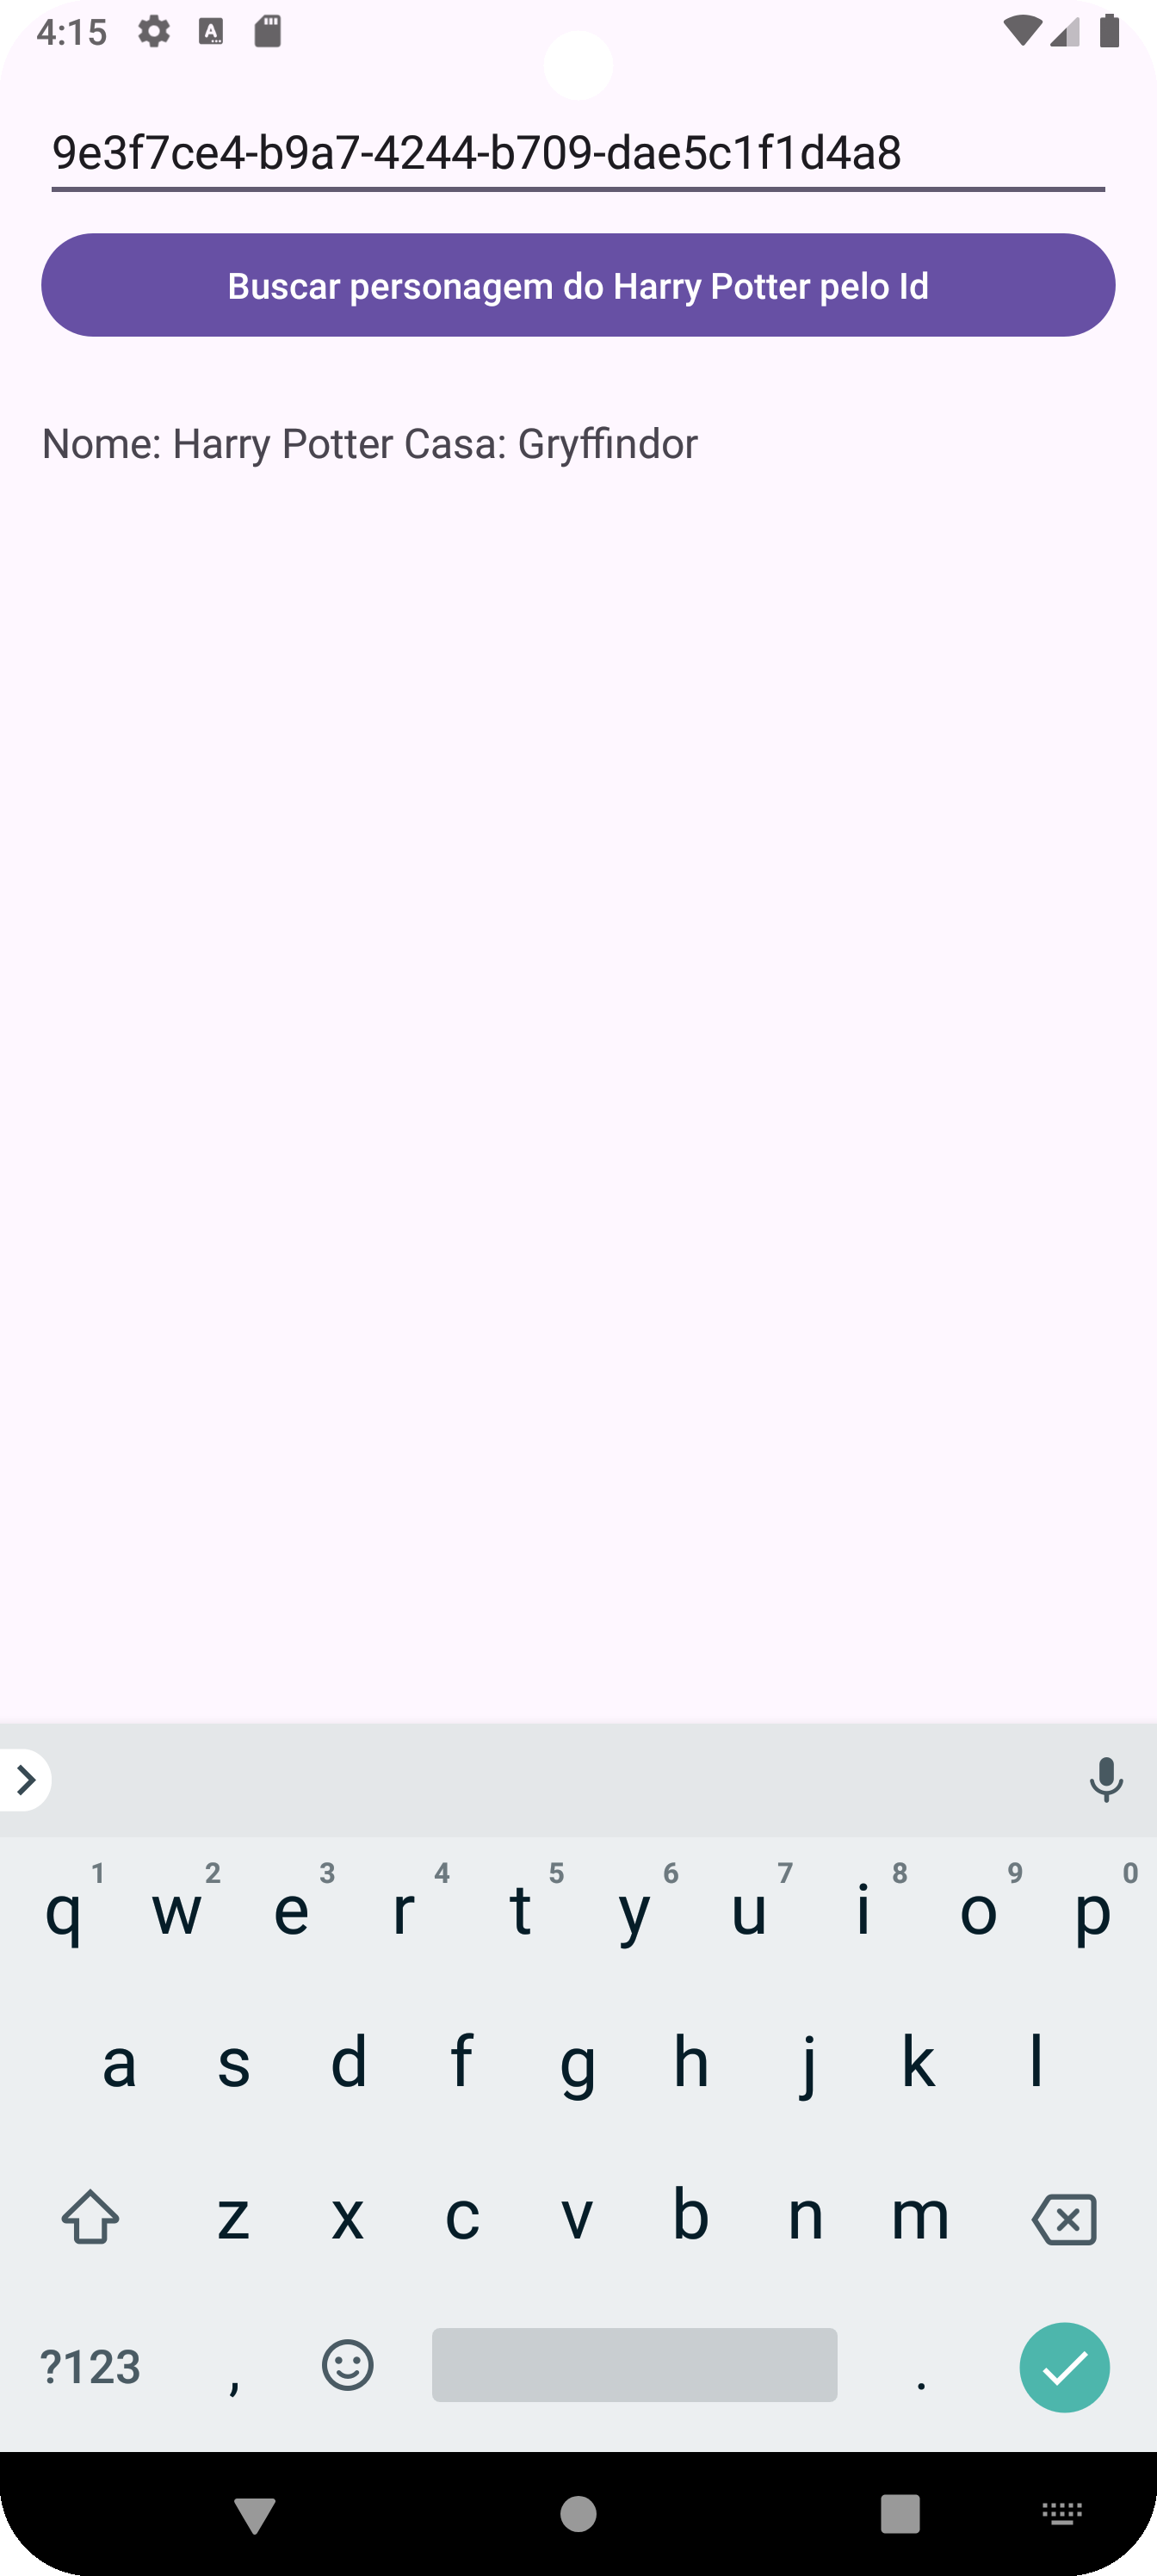 4:15
9e3f7ce4-b9a7-4244-b709-dae5c1f1d4a8
Buscar personagem do Harry Potter pelo Id
Nome: Harry Potter Casa: Gryffindor
1 2 3 4 5 6 7 8 9 0
q w e r t y u i o p
a s d f g h j k l
z x c v b n m
?123 , .